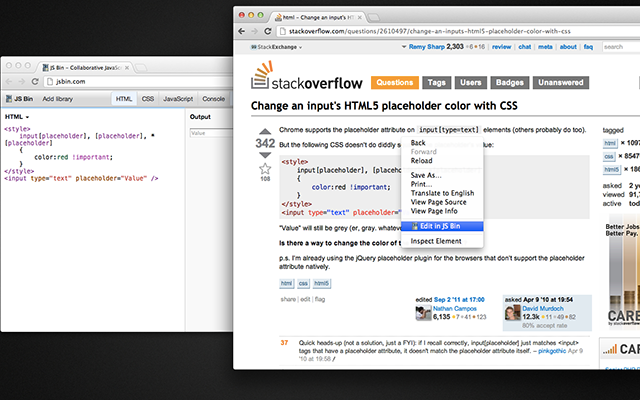 JS Bin – Collaborative JavaSc
jsbin.com
JS Bin Add library HTML CSS JavaScript Console
HTML
Output
<style>
input[placeholder], [placeholder], *
[placeholder]
{
color:red !important;
}
</style>
<input type="text" placeholder="Value" />
Value
html – Change an input's HT
stackoverflow.com/questions/2610497/change-an-inputs-html5-placeholder-color-with-css
StackExchange Remy Sharp 2,303 6 16 review chat meta about faq
stackoverflow
Questions Tags Users Badges Unanswered
Change an input's HTML5 placeholder color with CSS
342
108
Chrome supports the placeholder attribute on input[type=text] elements (others probably do too).
But the following CSS doesn't do diddly s value:
<style>
input[placeholder], [placeho
{
color:red !important;
}
</style>
<input type="text" placeholder="
"Value" will still be grey (er, gray. whatev
Is there a way to change the color of t
p.s. I'm already using the jQuery placeholder plugin for the browsers that don't support the placeholder
attribute natively.
html css html5
share | edit | flag
edited Sep 2 '11 at 17:00
Nathan Campos
6,135 7 41 123
asked Apr 9 '10 at 19:54
David Murdoch
12.3k 11 49 82
80% accept rate
37 Quick heads-up (not a solution, just a FYI): if I recall correctly, input[placeholder] just matches <input>
tags that have a placeholder attribute, it doesn't match the placeholder attribute itself. – pinkgothic Apr 9
'10 at 19:58
Back
Forward
Reload
Save As...
Print...
Translate to English
View Page Source
View Page Info
Edit in JS Bin
Inspect Element
tagged
html × 1097
css × 8547
html5 × 186
asked 2 y
viewed 91
active tod
Better Jobs
Being Post
CARE
CARE